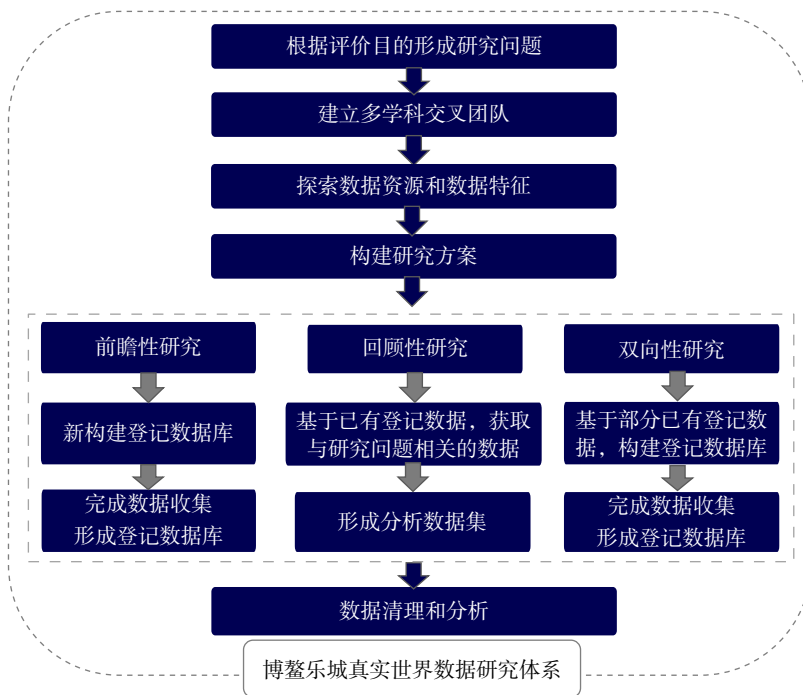 根据评价目的形成研究问题
建立多学科交叉团队
探索数据资源和数据特征
构建研究方案
前瞻性研究
新构建登记数据库
完成数据收集
形成登记数据库
回顾性研究
基于已有登记数据，获取
与研究问题相关的数据
形成分析数据集
双向性研究
基于部分已有登记数
据，构建登记数据库
完成数据收集
形成登记数据库
数据清理和分析
博鳌乐城真实世界数据研究体系